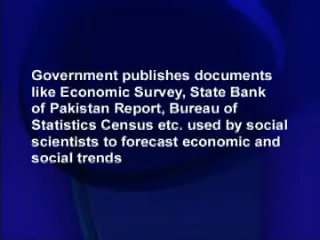 Government publishes documents
like Economic Survey, State Bank
of Pakistan Report, Bureau of
Statistics Census etc. used by social
scientists to forecast economic and
social trends